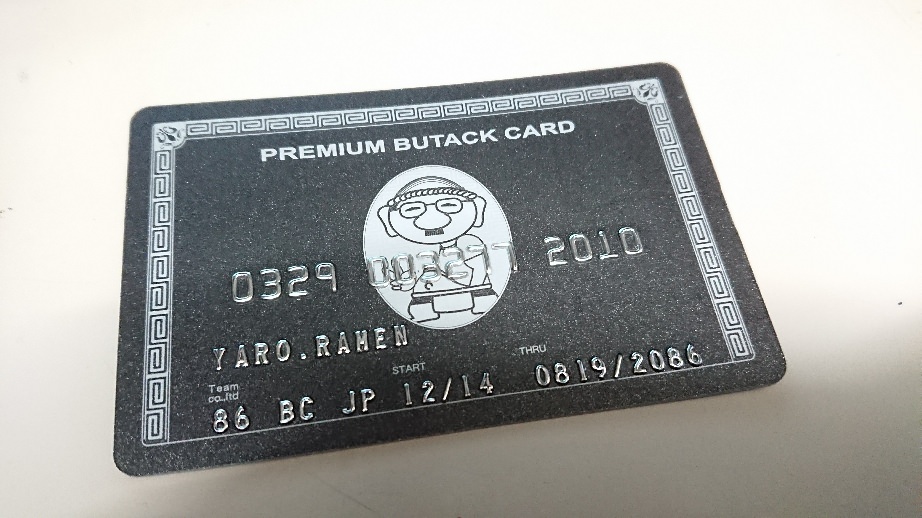 PREMIUM BUTACK CARD
0329 003277 2010
YARO.RAMEN
START
THRU
Team
co.,ltd
86 BC JP 12/14 0819/2086